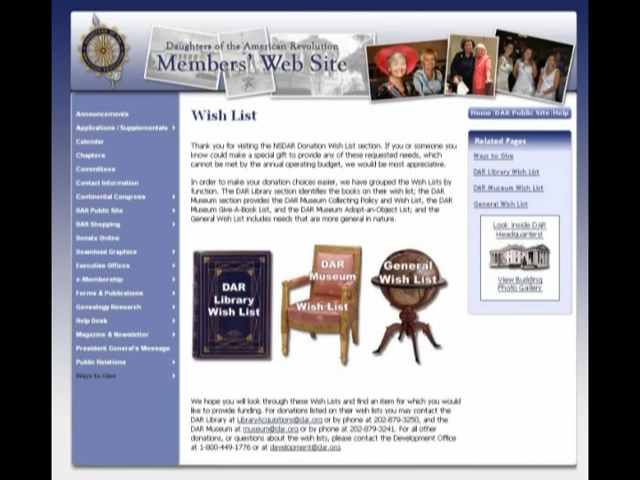 Daughters of the American Revolution
Members' Web Site
Home DAR Public Site Help
Announcements
Applications / Supplementals
Calendar
Chapters
Committees
Contact Information
Continental Congress
DAR Public Site
DAR Shopping
Donate Online
Download Graphics
Executive Offices
e-Membership
Forms & Publications
Genealogy Research
Help Desk
Magazine & Newsletter
President General's Message
Public Relations
Ways to Give
Wish List
Thank you for visiting the NSDAR Donation Wish List section. If you or someone you
know could make a special gift to provide any of these requested needs, which
cannot be met by the annual operating budget, we would be most appreciative.
In order to make your donation choices easier, we have grouped the Wish Lists by
function. The DAR Library section identifies the books on their wish list; the DAR
Museum section provides the DAR Museum Collecting Policy and Wish List, the DAR
Museum Give-A-Book List, and the DAR Museum Adopt-an-Object List; and the
General Wish List includes needs that are more general in nature.
DAR
Library
Wish List
DAR
Museum
Wish List
General
Wish List
We hope you will look through these Wish Lists and find an item for which you would
like to provide funding. For donations listed on their wish lists you may contact the
DAR Library at LibraryAcquisitions@dar.org or by phone at 202-879-3250, and the
DAR Museum at museum@dar.org or by phone at 202-879-3241. For all other
donations, or questions about the wish lists, please contact the Development Office
at 1-800-449-1776 or at development@dar.org.
Related Pages
Ways to Give
DAR Library Wish List
DAR Museum Wish List
General Wish List
Look inside DAR
Headquarters!
View Building
Photo Gallery